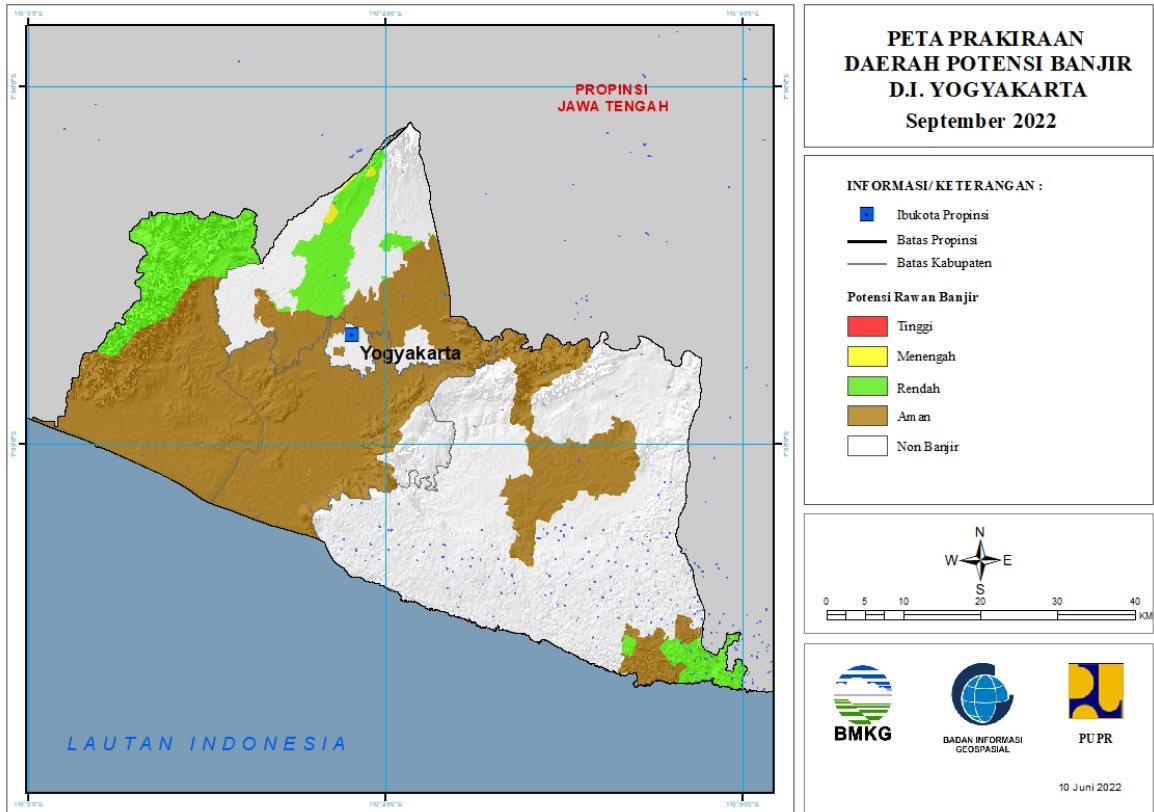 PETA PRAKIRAAN
DAERAH POTENSI BANJIR
D.I. YOGYAKARTA
September 2022
PROPINSI
JAWA TENGAH
Yogyakarta
LAUTAN INDONESIA
INFORMASI/KETERANGAN :
Ibukota Propinsi
Batas Propinsi
Batas Kabupaten
Potensi Rawan Banjir
Tinggi
Menengah
Rendah
Aman
Non Banjir
N
W E
S
0 5 10 20 30 40
KM
BMKG
BADAN INFORMASI
GEOSPASIAL
PUPR
10 Juni 2022